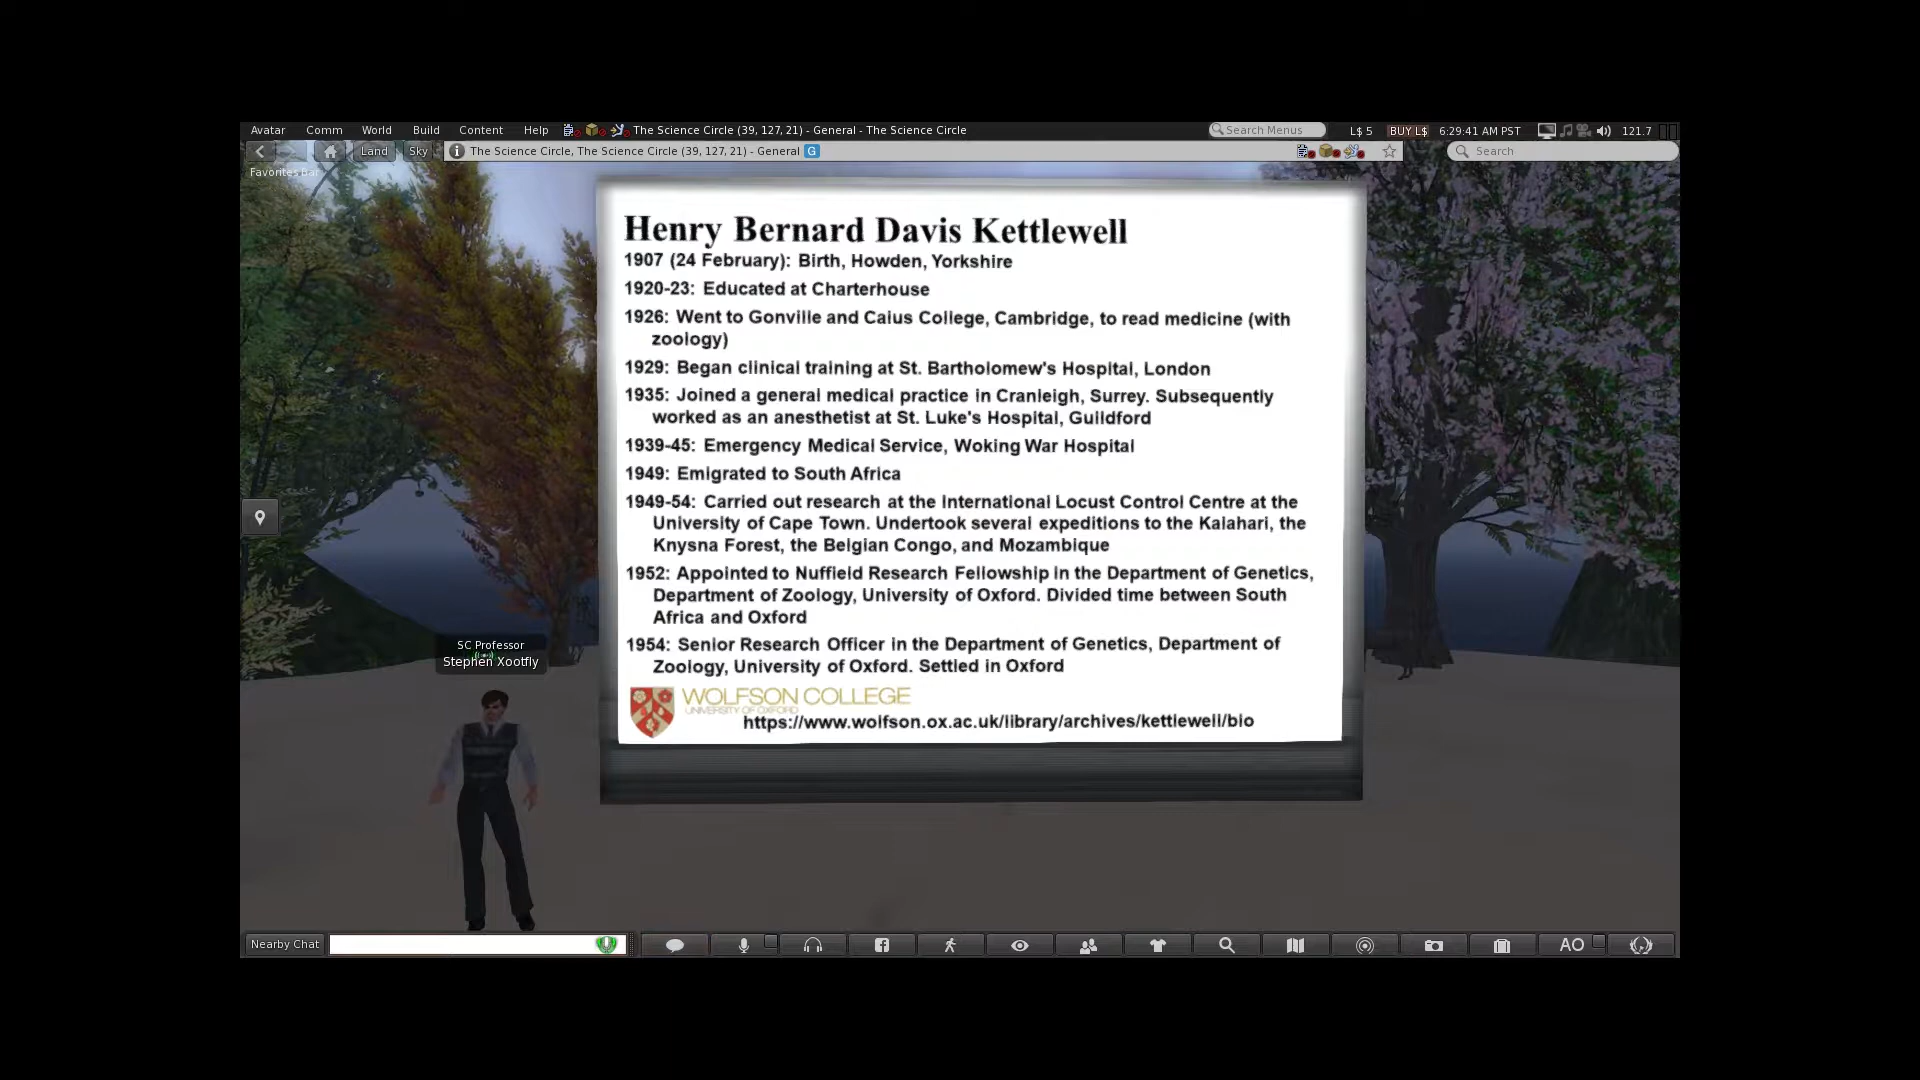 Avatar Comm World Build Content Help The Science Circle (39, 127, 21) - General - The Science Circle Search Menus L$ 5 BUY L$ 6:29:41 AM PST 121.7
Land Sky The Science Circle, The Science Circle (39, 127, 21) - General G Search
Favorites Bar
Henry Bernard Davis Kettlewell
1907 (24 February): Birth, Howden, Yorkshire
1920-23: Educated at Charterhouse
1926: Went to Gonville and Caius College, Cambridge, to read medicine (with
zoology)
1929: Began clinical training at St. Bartholomew's Hospital, London
1935: Joined a general medical practice in Cranleigh, Surrey. Subsequently
worked as an anesthetist at St. Luke's Hospital, Guildford
1939-45: Emergency Medical Service, Woking War Hospital
1949: Emigrated to South Africa
1949-54: Carried out research at the International Locust Control Centre at the
University of Cape Town. Undertook several expeditions to the Kalahari, the
Knysna Forest, the Belgian Congo, and Mozambique
1952: Appointed to Nuffield Research Fellowship in the Department of Genetics,
Department of Zoology, University of Oxford. Divided time between South
Africa and Oxford
1954: Senior Research Officer in the Department of Genetics, Department of
Zoology, University of Oxford. Settled in Oxford
WOLFSON COLLEGE
UNIVERSITY OF OXFORD
https://www.wolfson.ox.ac.uk/library/archives/kettlewell/bio
SC Professor
Stephen Xootfly
Nearby Chat AO